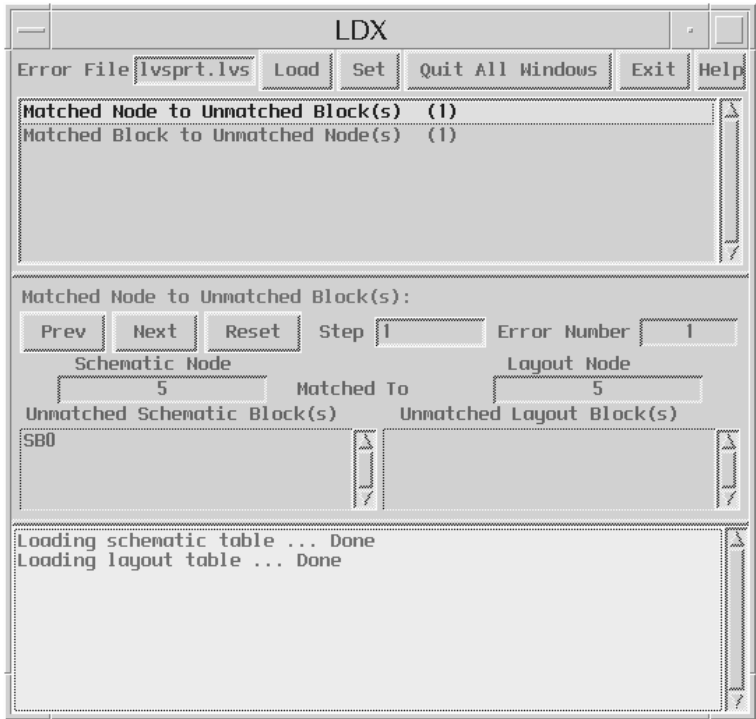 LDX
Error File lvsprt.lvs Load Set Quit All Windows Exit Help
Matched Node to Unmatched Block(s) (1)
Matched Block to Unmatched Node(s) (1)
Matched Node to Unmatched Block(s):
Prev Next Reset Step 1 Error Number 1
Schematic Node Layout Node
5 Matched To 5
Unmatched Schematic Block(s) Unmatched Layout Block(s)
SB0
Loading schematic table ... Done
Loading layout table ... Done